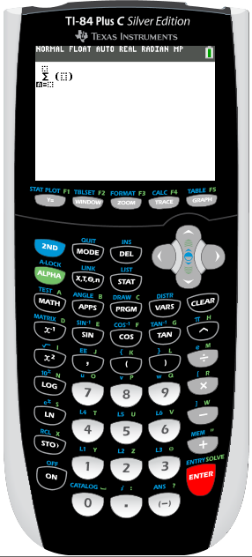 TI-84 Plus C Silver Edition
TEXAS INSTRUMENTS
NORMAL FLOAT AUTO REAL RADIAN MP
Σ (
STAT PLOT F1 TBLSET F2 FORMAT F3 CALC F4 TABLE F5
Y= WINDOW ZOOM TRACE GRAPH
QUIT INS
2ND MODE DEL
A-LOCK LINK LIST
ALPHA X,T,Θ,n STAT
TEST A ANGLE B DRAW C DISTR
MATH APPS PRGM VARS CLEAR
MATRIX D SIN⁻¹ E COS⁻¹ F TAN⁻¹ G π H
x⁻¹ SIN COS TAN ^
√ I EE J { K } L e M
x² , ( ) ÷
10ˣ N u O v P w Q [ R
LOG 7 8 9 ×
eˣ S L4 T L5 U L6 V ] W
LN 4 5 6 −
RCL X L1 Y L2 Z L3 θ MEM "
STO▸ 1 2 3 +
OFF CATALOG i : ANS ? ENTRY SOLVE
ON 0 . (−) ENTER